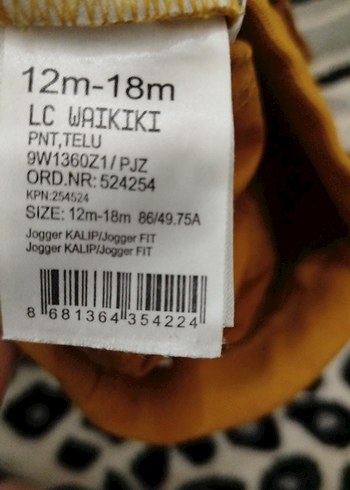 12m-18m
LC WAIKIKI
PNT,TELU
9W1360Z1/PJZ
ORD.NR: 524254
KPN:254524
SIZE: 12m-18m 86/49.75A
Jogger KALIP/Jogger FIT
Jogger KALIP/Jogger FIT
8 681364 354224